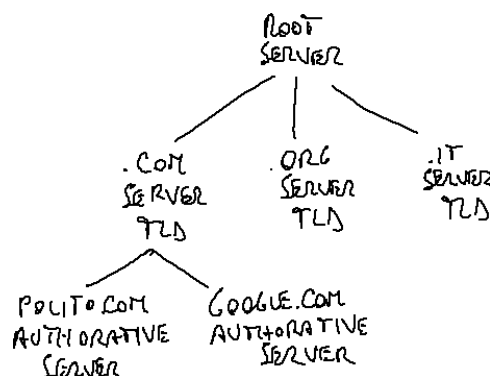 ROOT
SERVER
.COM
SERVER
TLD
.ORG
SERVER
TLD
.IT
SERVER
TLD
POLITO.COM
AUTHORATIVE
SERVER
GOOGLE.COM
AUTHORATIVE
SERVER